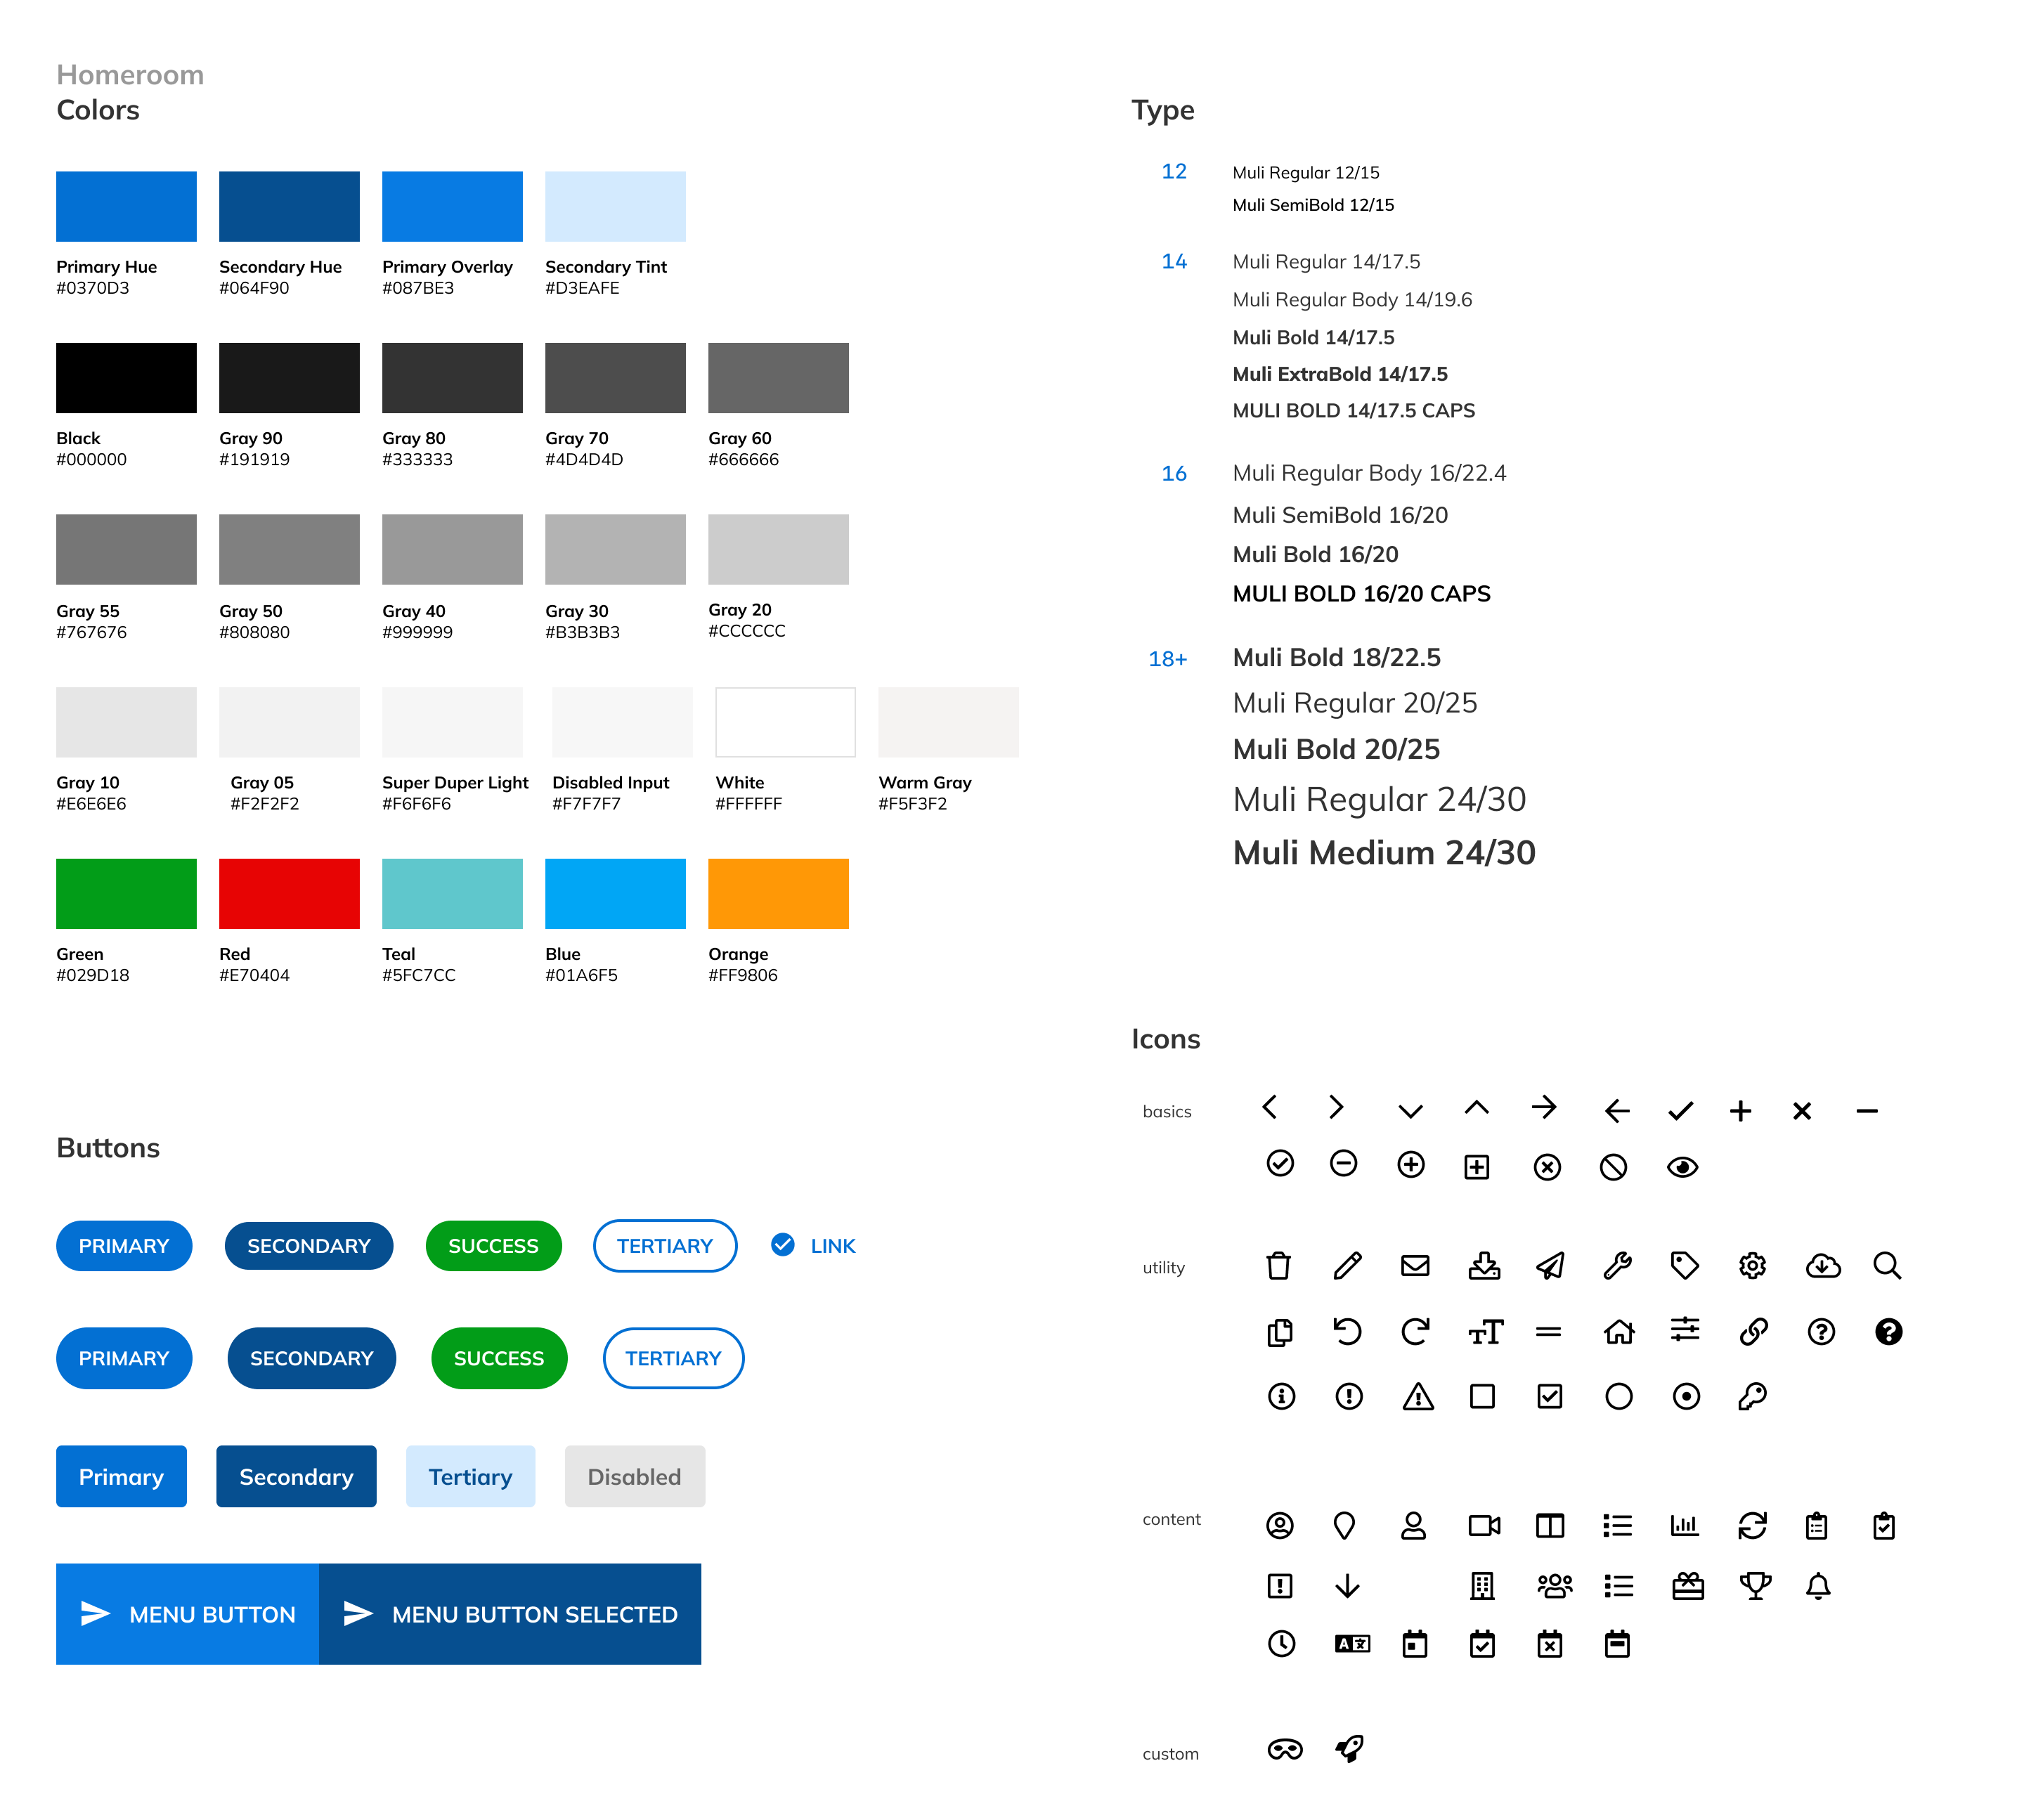 Homeroom
Colors
Primary Hue
#0370D3
Secondary Hue
#064F90
Primary Overlay
#087BE3
Secondary Tint
#D3EAFE
Black
#000000
Gray 90
#191919
Gray 80
#333333
Gray 70
#4D4D4D
Gray 60
#666666
Gray 55
#767676
Gray 50
#808080
Gray 40
#999999
Gray 30
#B3B3B3
Gray 20
#CCCCCC
Gray 10
#E6E6E6
Gray 05
#F2F2F2
Super Duper Light
#F6F6F6
Disabled Input
#F7F7F7
White
#FFFFFF
Warm Gray
#F5F3F2
Green
#029D18
Red
#E70404
Teal
#5FC7CC
Blue
#01A6F5
Orange
#FF9806
Buttons
PRIMARY
SECONDARY
SUCCESS
TERTIARY
LINK
PRIMARY
SECONDARY
SUCCESS
TERTIARY
Primary
Secondary
Tertiary
Disabled
MENU BUTTON
MENU BUTTON SELECTED
Type
12
Muli Regular 12/15
Muli SemiBold 12/15
14
Muli Regular 14/17.5
Muli Regular Body 14/19.6
Muli Bold 14/17.5
Muli ExtraBold 14/17.5
MULI BOLD 14/17.5 CAPS
16
Muli Regular Body 16/22.4
Muli SemiBold 16/20
Muli Bold 16/20
MULI BOLD 16/20 CAPS
18+
Muli Bold 18/22.5
Muli Regular 20/25
Muli Bold 20/25
Muli Regular 24/30
Muli Medium 24/30
Icons
basics
utility
content
custom